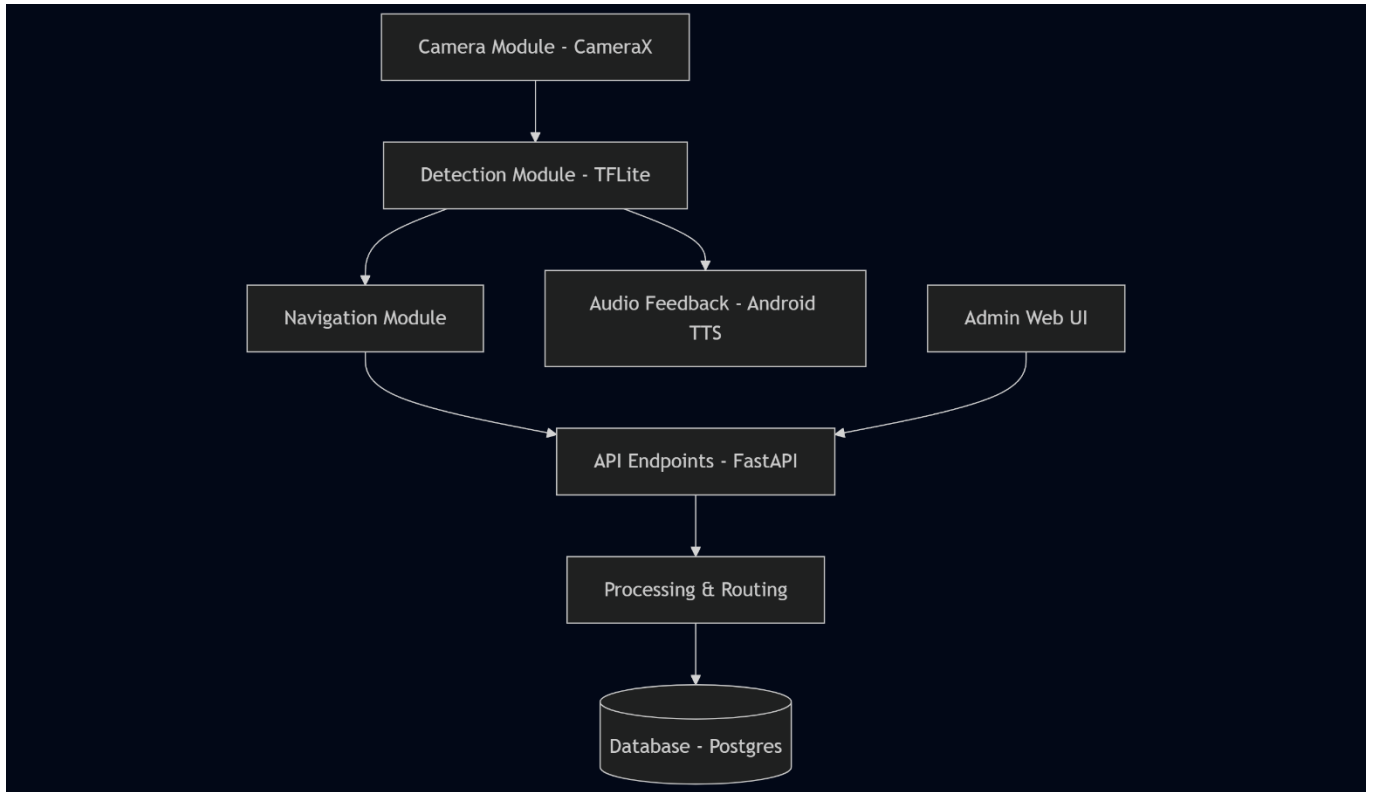 Camera Module - CameraX
Detection Module - TFLite
Navigation Module
Audio Feedback - Android
TTS
Admin Web UI
API Endpoints - FastAPI
Processing & Routing
Database - Postgres